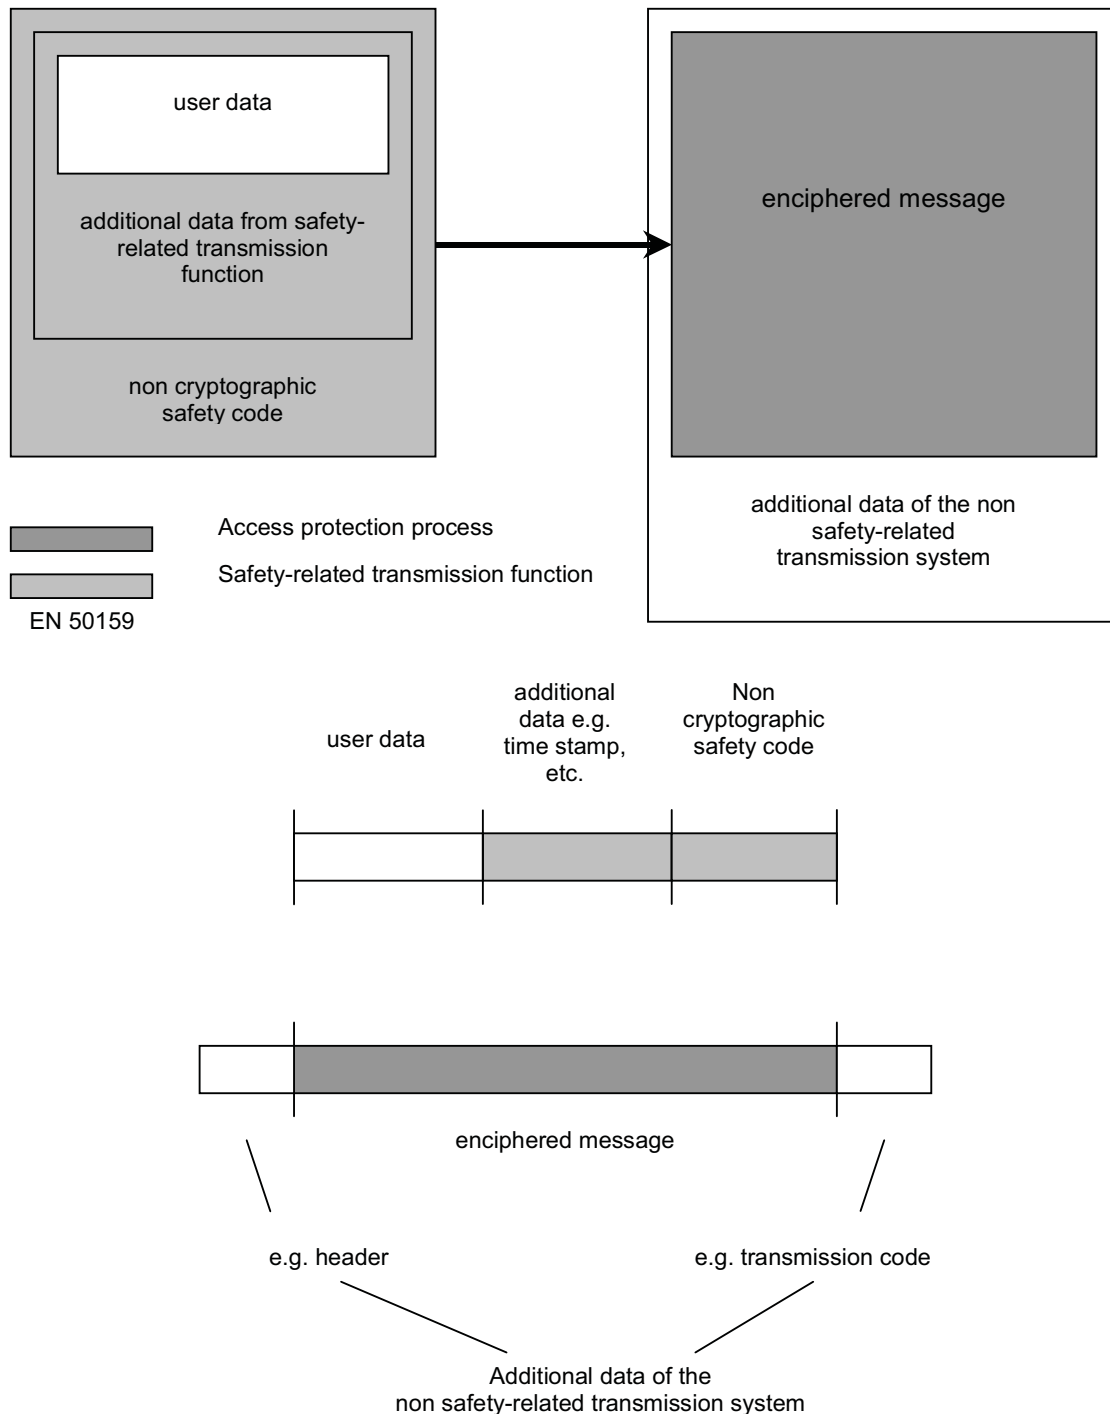 user data
additional data from safety-
related transmission
function
non cryptographic
safety code
enciphered message
additional data of the non
safety-related
transmission system
Access protection process
Safety-related transmission function
EN 50159
user data
additional
data e.g.
time stamp,
etc.
Non
cryptographic
safety code
enciphered message
e.g. header
e.g. transmission code
Additional data of the
non safety-related transmission system